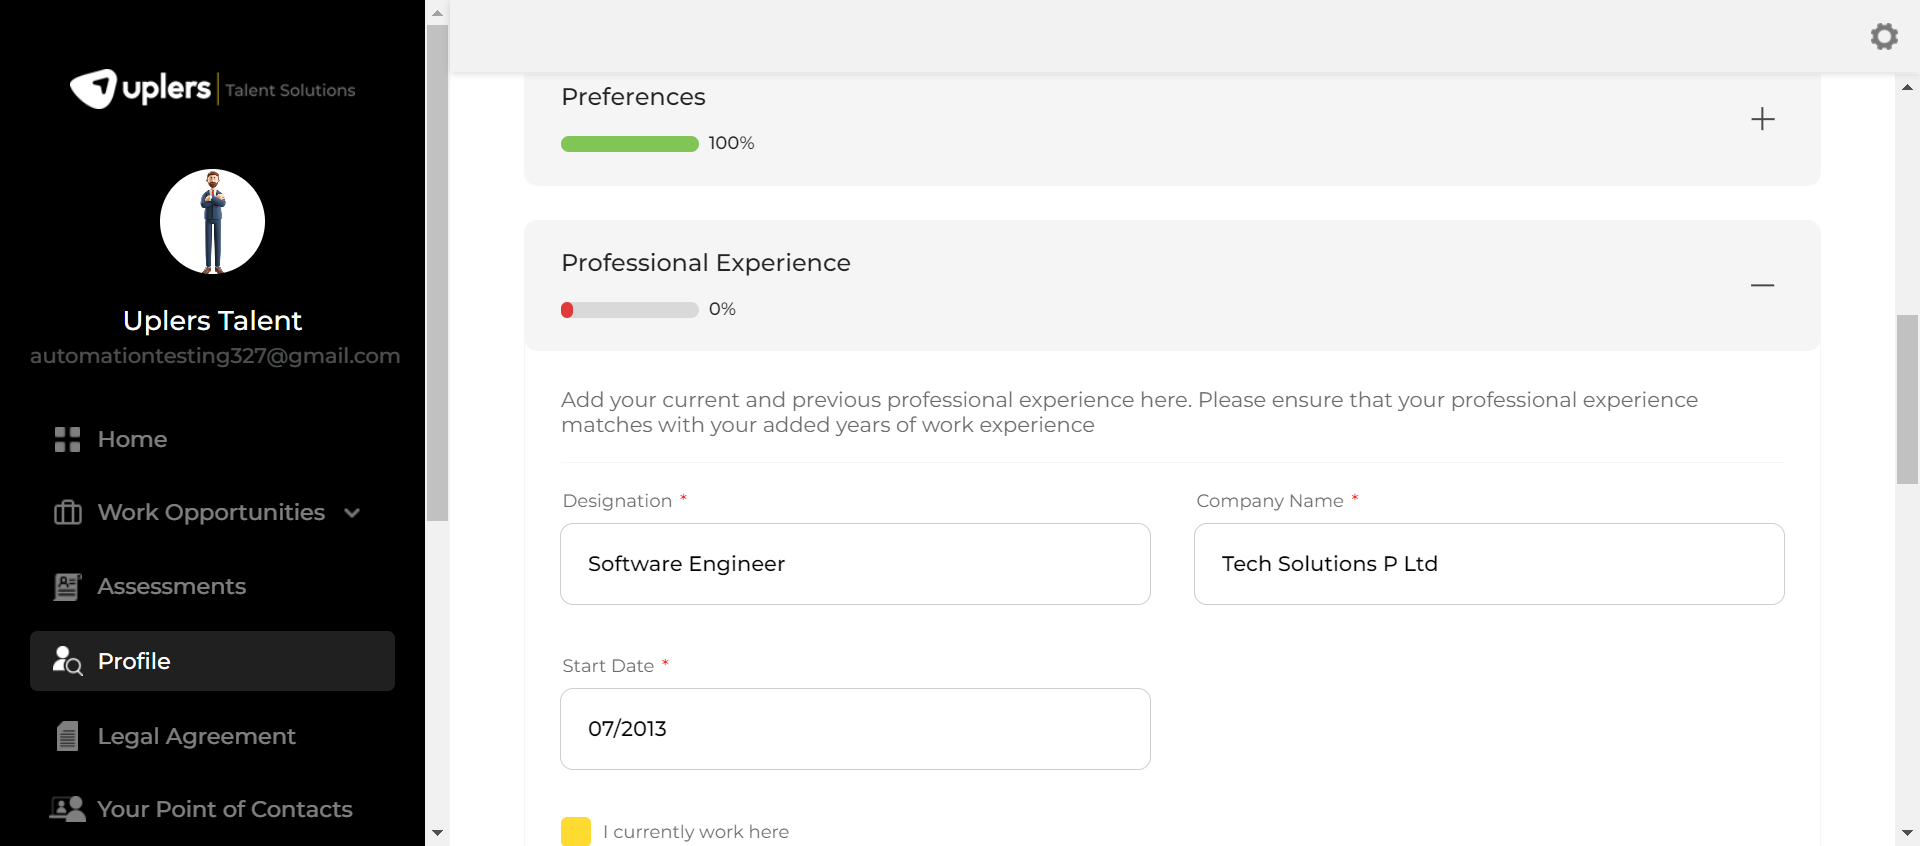 uplers | Talent Solutions
Uplers Talent
automationtesting327@gmail.com
Home
Work Opportunities
Assessments
Profile
Legal Agreement
Your Point of Contacts
Preferences
100%
Professional Experience
0%
Add your current and previous professional experience here. Please ensure that your professional experience
matches with your added years of work experience
Designation * Company Name *
Software Engineer Tech Solutions P Ltd
Start Date *
07/2013
I currently work here